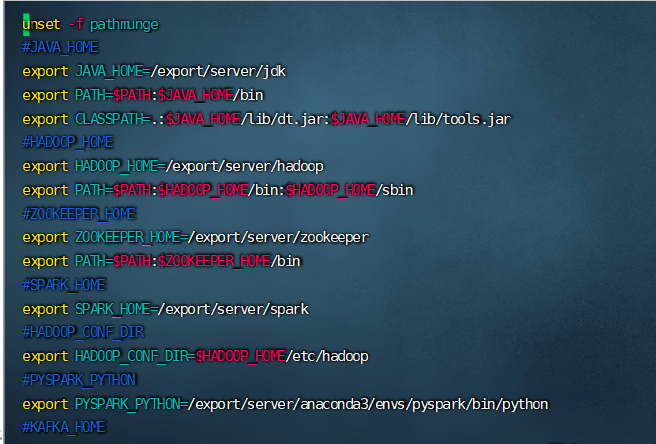 unset -f pathmunge
#JAVA_HOME
export JAVA_HOME=/export/server/jdk
export PATH=$PATH:$JAVA_HOME/bin
export CLASSPATH=.:$JAVA_HOME/lib/dt.jar:$JAVA_HOME/lib/tools.jar
#HADOOP_HOME
export HADOOP_HOME=/export/server/hadoop
export PATH=$PATH:$HADOOP_HOME/bin:$HADOOP_HOME/sbin
#ZOOKEEPER_HOME
export ZOOKEEPER_HOME=/export/server/zookeeper
export PATH=$PATH:$ZOOKEEPER_HOME/bin
#SPARK_HOME
export SPARK_HOME=/export/server/spark
#HADOOP_CONF_DIR
export HADOOP_CONF_DIR=$HADOOP_HOME/etc/hadoop
#PYSPARK_PYTHON
export PYSPARK_PYTHON=/export/server/anaconda3/envs/pyspark/bin/python
#KAFKA_HOME